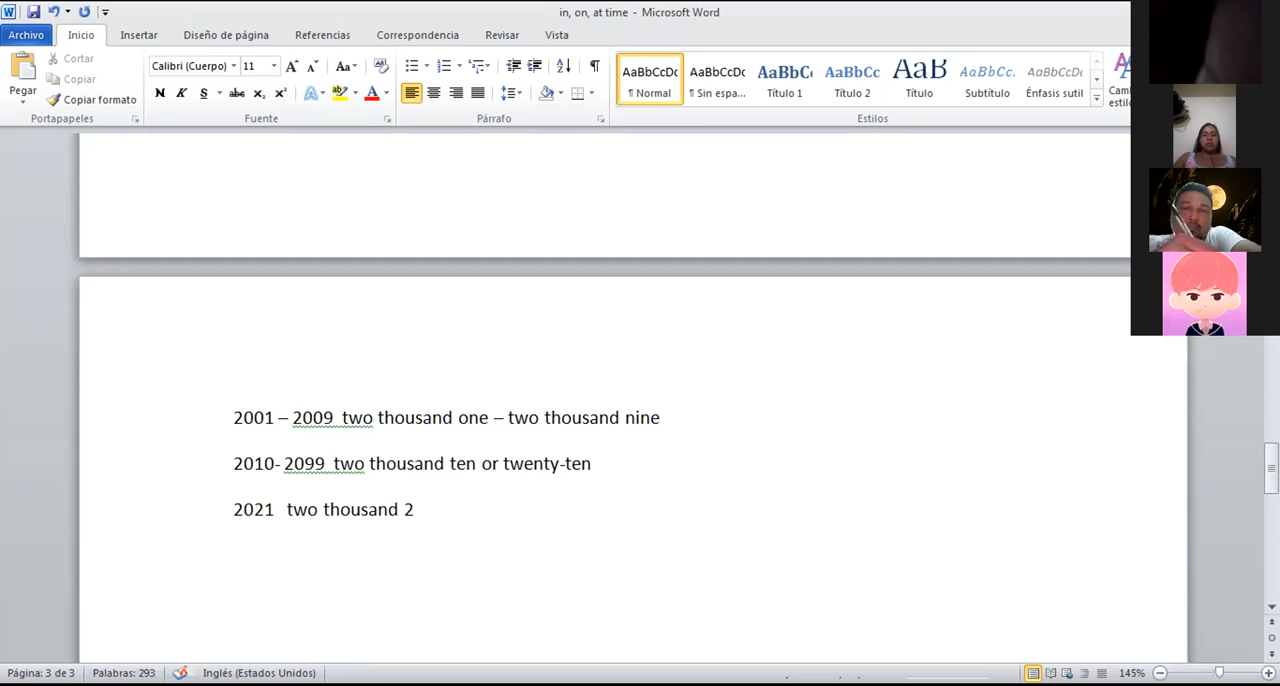 in, on, at time - Microsoft Word
Archivo Inicio Insertar Diseño de página Referencias Correspondencia Revisar Vista
Pegar
Cortar
Copiar
Copiar formato
Portapapeles
Calibri (Cuerpo) 11
N K S abc x₂ x²
Aa
A A
Fuente
Párrafo
AaBbCcDc AaBbCcDc AaBbC AaBbCc AaB AaBbCc. AaBbCcDc
¶ Normal ¶ Sin espa... Título 1 Título 2 Título Subtítulo Énfasis sutil
Estilos
2001 – 2009 two thousand one – two thousand nine
2010- 2099 two thousand ten or twenty-ten
2021 two thousand 2
Página: 3 de 3 Palabras: 293 Inglés (Estados Unidos) 145%